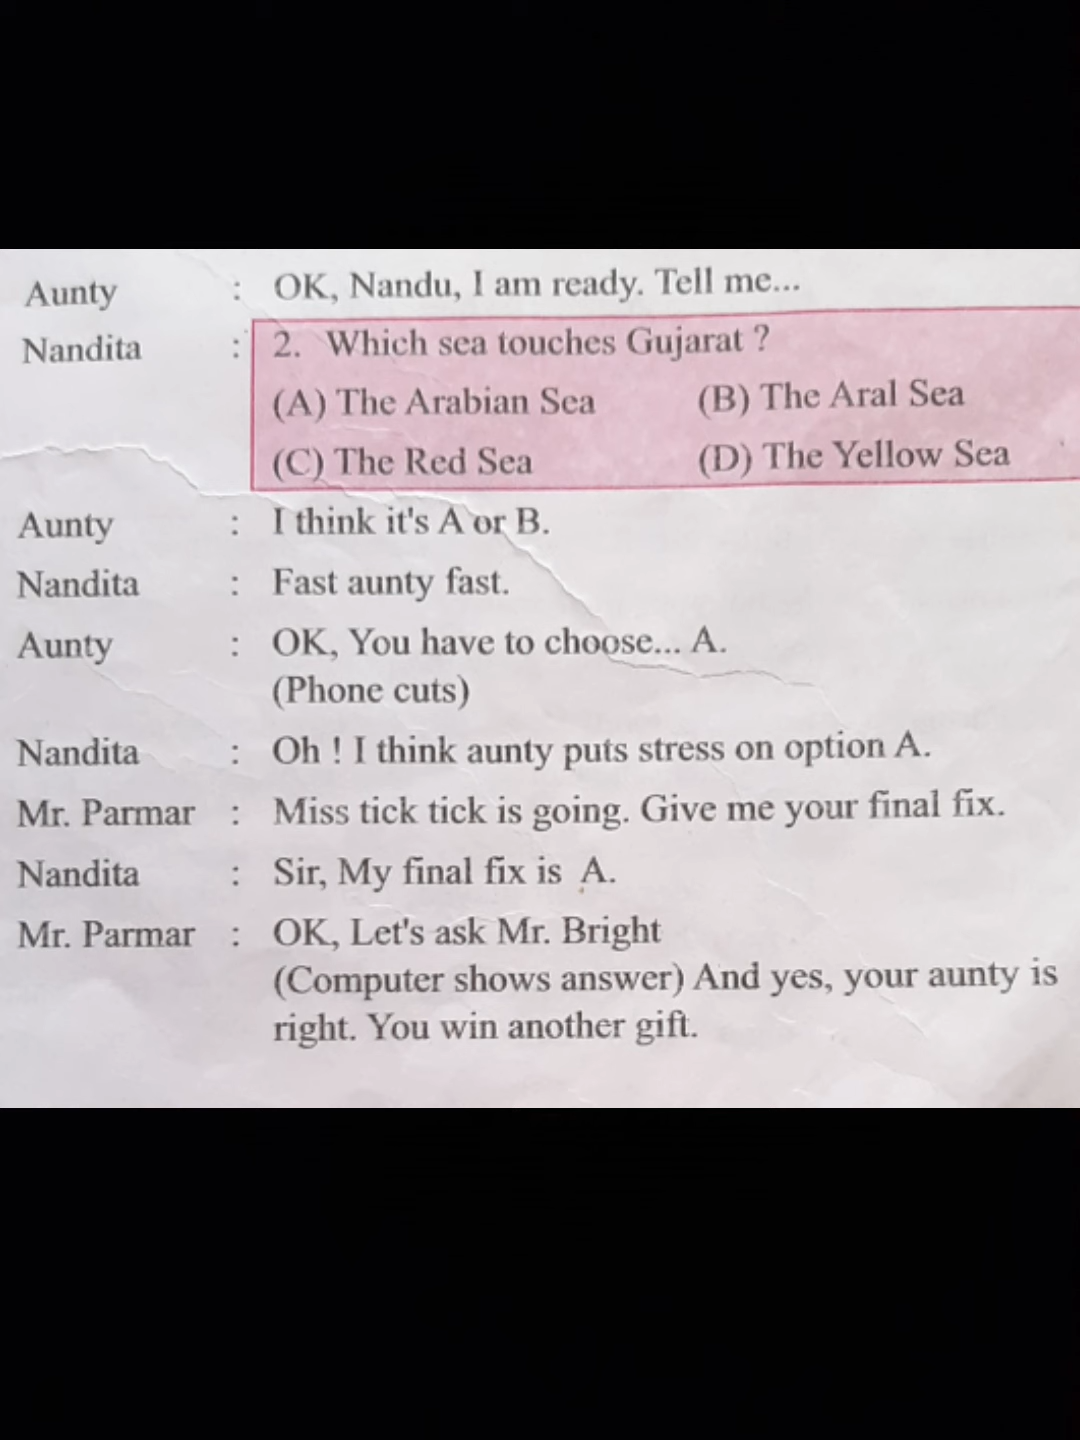 Aunty : OK, Nandu, I am ready. Tell me...
Nandita : 2. Which sea touches Gujarat ?
(A) The Arabian Sea (B) The Aral Sea
(C) The Red Sea (D) The Yellow Sea
Aunty : I think it's A or B.
Nandita : Fast aunty fast.
Aunty : OK, You have to choose... A.
(Phone cuts)
Nandita : Oh ! I think aunty puts stress on option A.
Mr. Parmar : Miss tick tick is going. Give me your final fix.
Nandita : Sir, My final fix is A.
Mr. Parmar : OK, Let's ask Mr. Bright
(Computer shows answer) And yes, your aunty is
right. You win another gift.